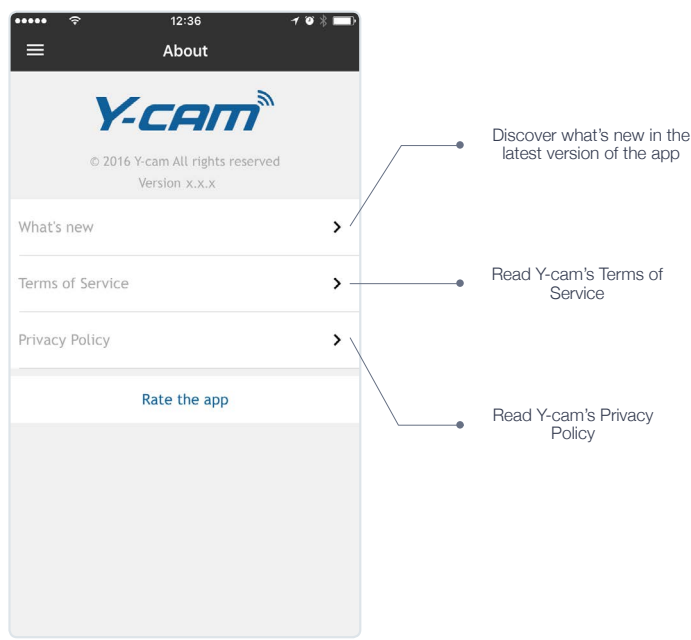 12:36
About
Y-cam
© 2016 Y-cam All rights reserved
Version x.x.x
What's new
Terms of Service
Privacy Policy
Rate the app
Discover what’s new in the
latest version of the app
Read Y-cam’s Terms of
Service
Read Y-cam’s Privacy
Policy